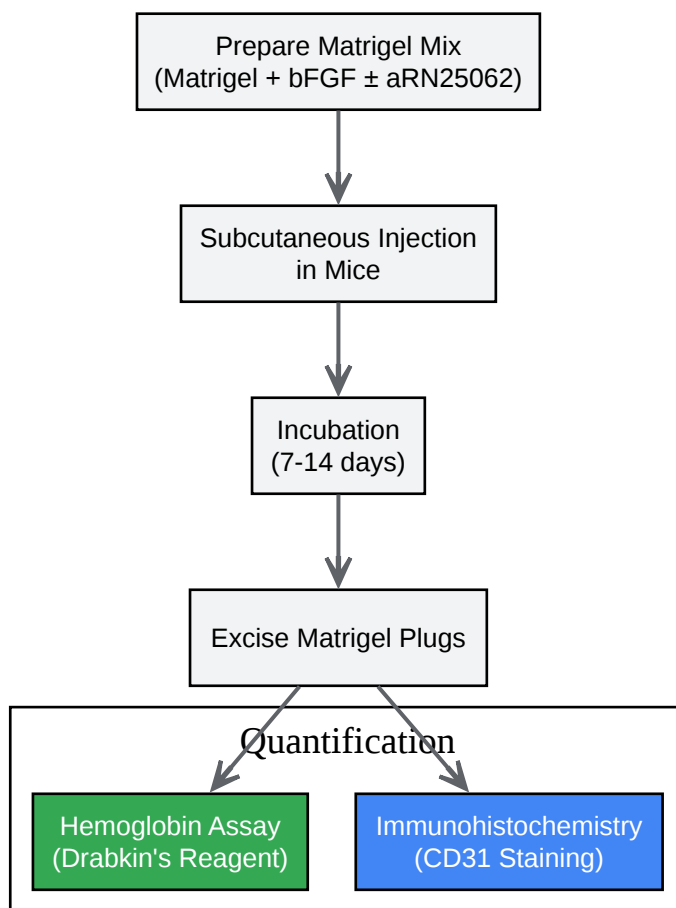 Prepare Matrigel Mix
(Matrigel + bFGF ± aRN25062)
Subcutaneous Injection
in Mice
Incubation
(7-14 days)
Excise Matrigel Plugs
Quantification
Hemoglobin Assay
(Drabkin's Reagent)
Immunohistochemistry
(CD31 Staining)